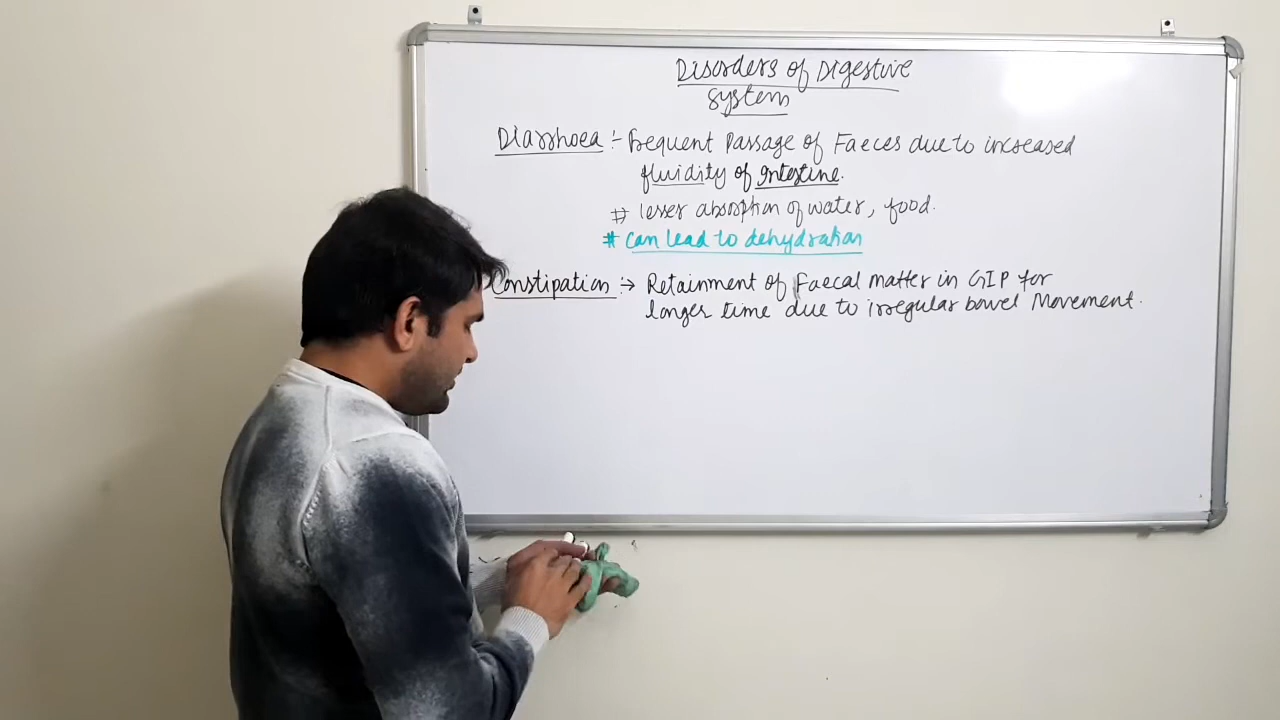 Disorders of Digestive
System
Diarrhoea :- Frequent Passage of Faeces due to increased
fluidity of Intestine.
# lesser absorption of water, food.
# Can lead to dehydration
Constipation :→ Retainment of Faecal matter in GIP for
longer time due to irregular bowel Movement.